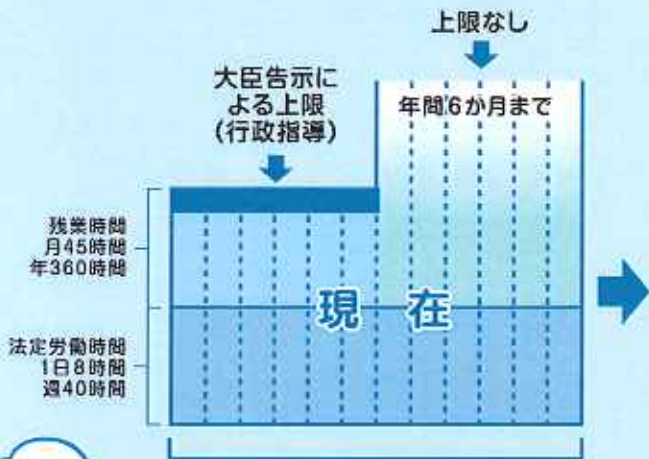 上限なし
大臣告示に
よる上限
(行政指導)
年間6か月まで
残業時間
月45時間
年360時間
現 在
法定労働時間
1日8時間
週40時間